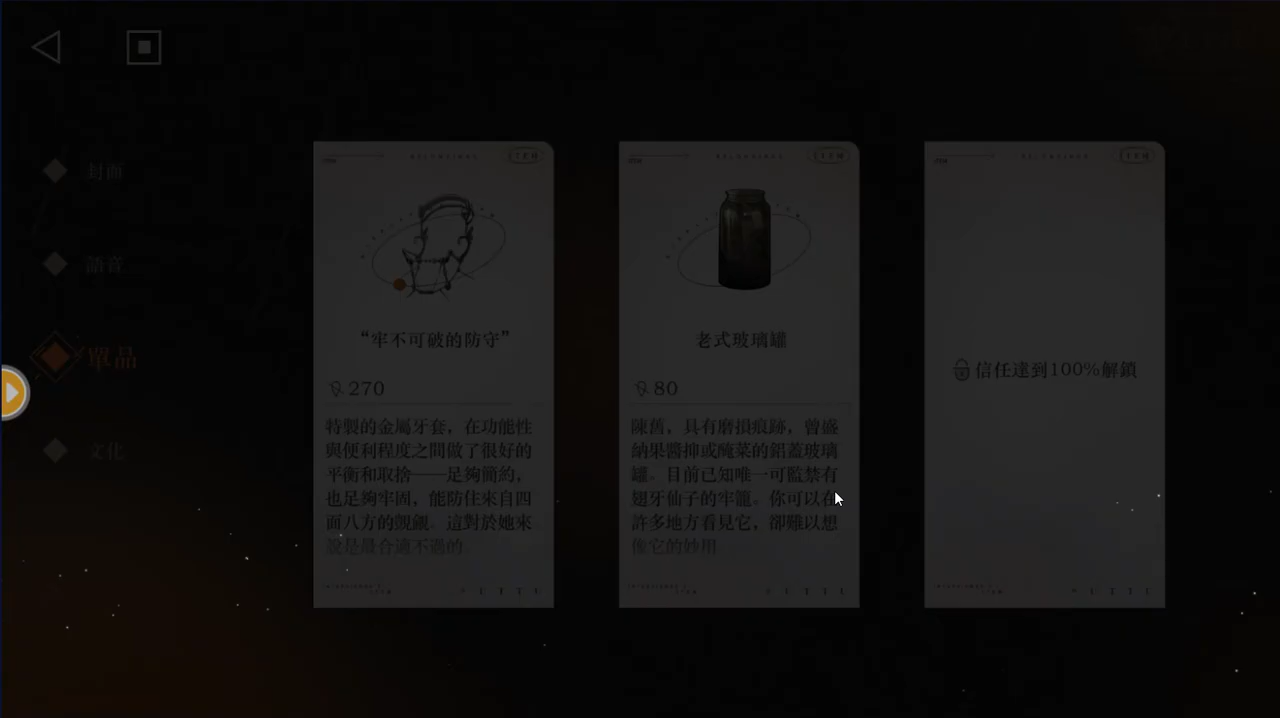 封面
語音
單品
文化
BELONGINGS
ITEM
“牢不可破的防守”
270
特製的金屬牙套，在功能性
與便利程度之間做了很好的
平衡和取捨——足夠簡約，
也足夠牢固，能防住來自四
面八方的覬覦。這對於她來
說是最合適不過的。
BELONGINGS
ITEM
老式玻璃罐
80
陳舊，具有磨損痕跡，曾盛
納果醬抑或醃菜的鋁蓋玻璃
罐。目前已知唯一可監禁有
翅牙仙子的牢籠。你可以在
許多地方看見它，卻難以想
像它的妙用
BELONGINGS
ITEM
信任達到100%解鎖